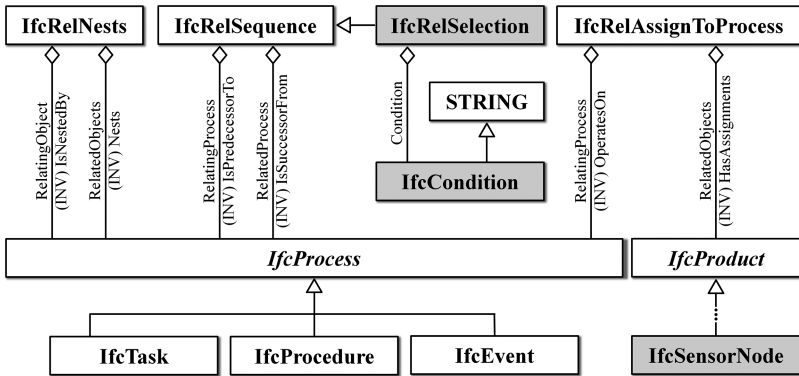 IfcRelNests
IfcRelSequence
IfcRelSelection
IfcRelAssignToProcess
RelatingObject
(INV) IsNestedBy
RelatedObjects
(INV) Nests
RelatingProcess
(INV) IsPredecessorTo
RelatedProcess
(INV) IsSuccessorFrom
Condition
STRING
IfcCondition
RelatingProcess
(INV) OperatesOn
RelatedObjects
(INV) HasAssignments
IfcProcess
IfcProduct
IfcTask
IfcProcedure
IfcEvent
IfcSensorNode